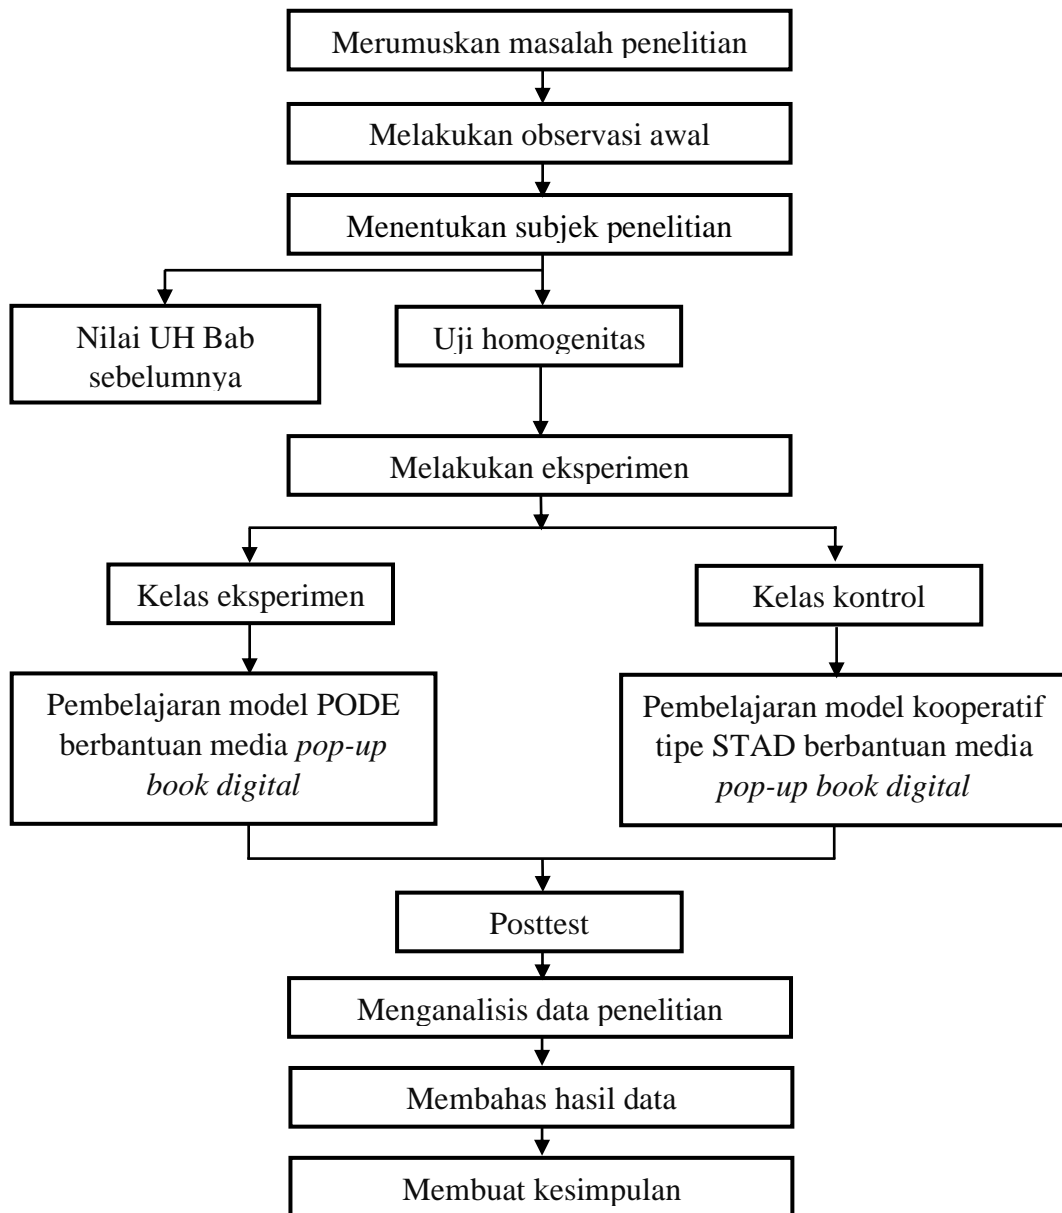 Merumuskan masalah penelitian
Melakukan observasi awal
Menentukan subjek penelitian
Nilai UH Bab
sebelumnya
Uji homogenitas
Melakukan eksperimen
Kelas eksperimen
Kelas kontrol
Pembelajaran model PODE
berbantuan media pop-up
book digital
Pembelajaran model kooperatif
tipe STAD berbantuan media
pop-up book digital
Posttest
Menganalisis data penelitian
Membahas hasil data
Membuat kesimpulan